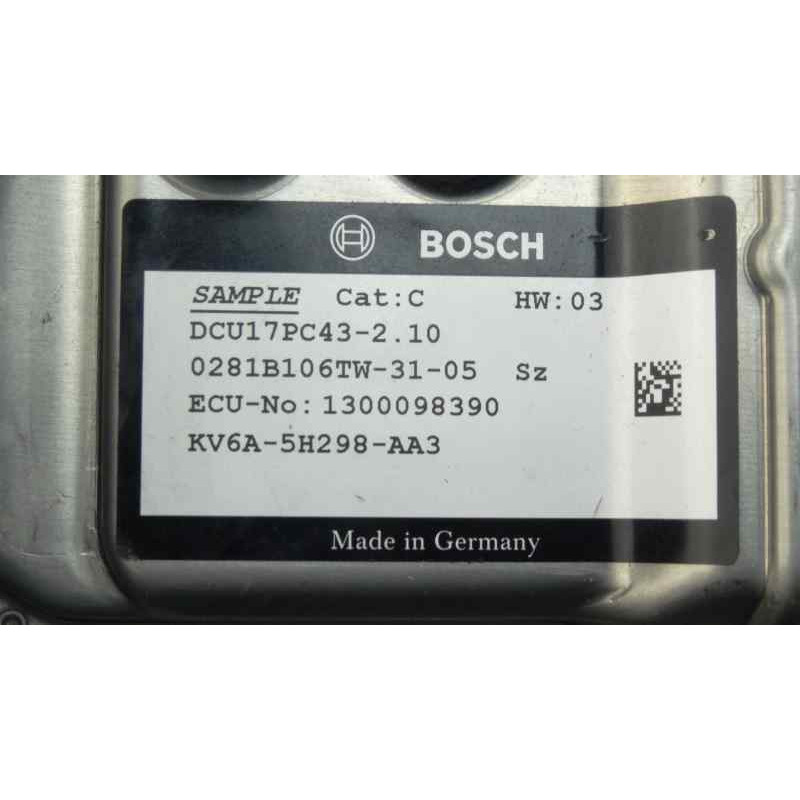 BOSCH
SAMPLE Cat:C HW:03
DCU17PC43-2.10
0281B106TW-31-05 Sz
ECU-No:1300098390
KV6A-5H298-AA3
Made in Germany